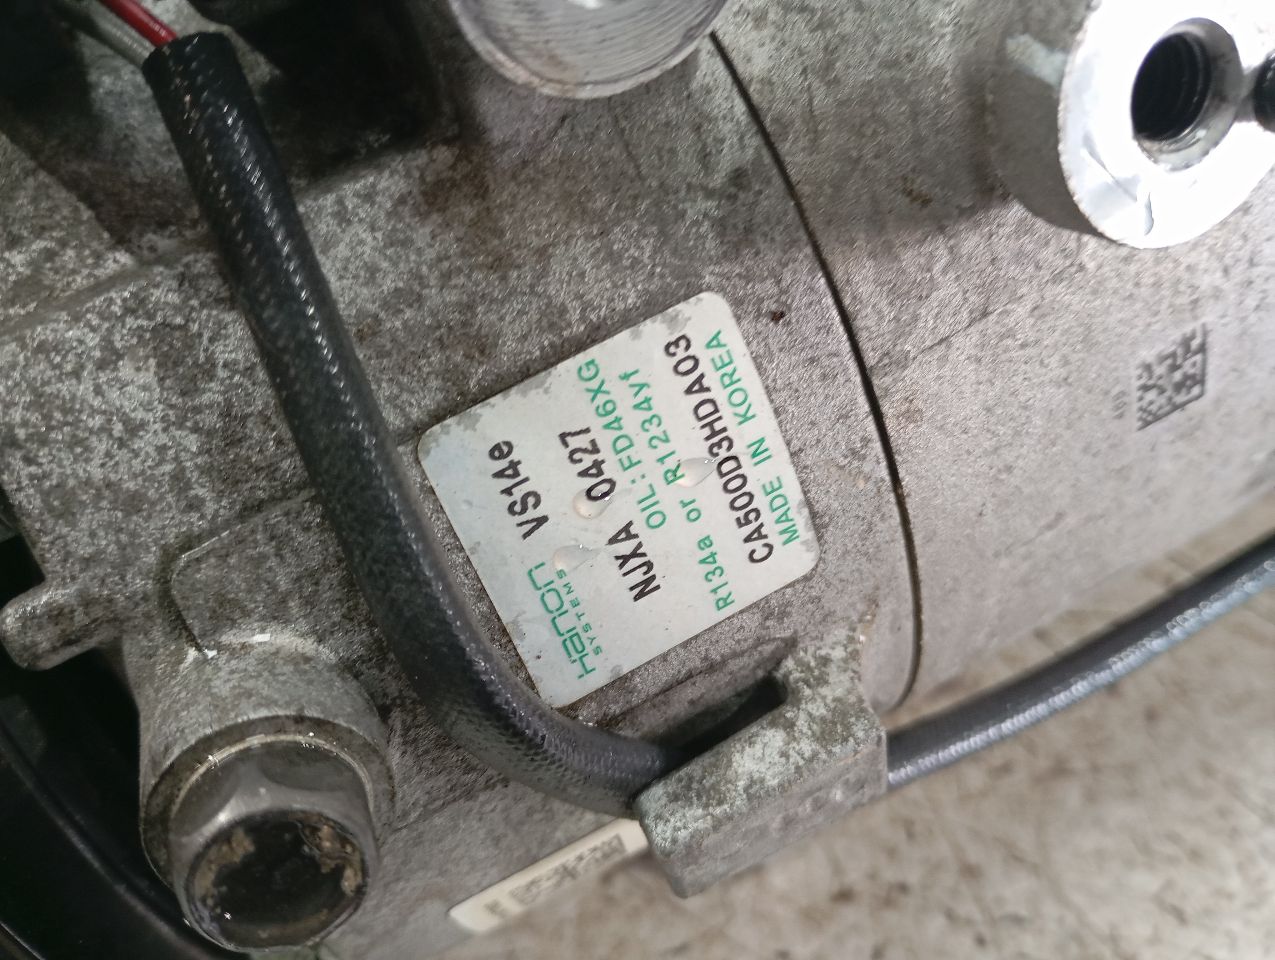 Hanon
SYSTEMS
VS14e
NJXA 0427
OIL:FD46XG
R134a or R1234yf
CA500D3HDA03
MADE IN KOREA